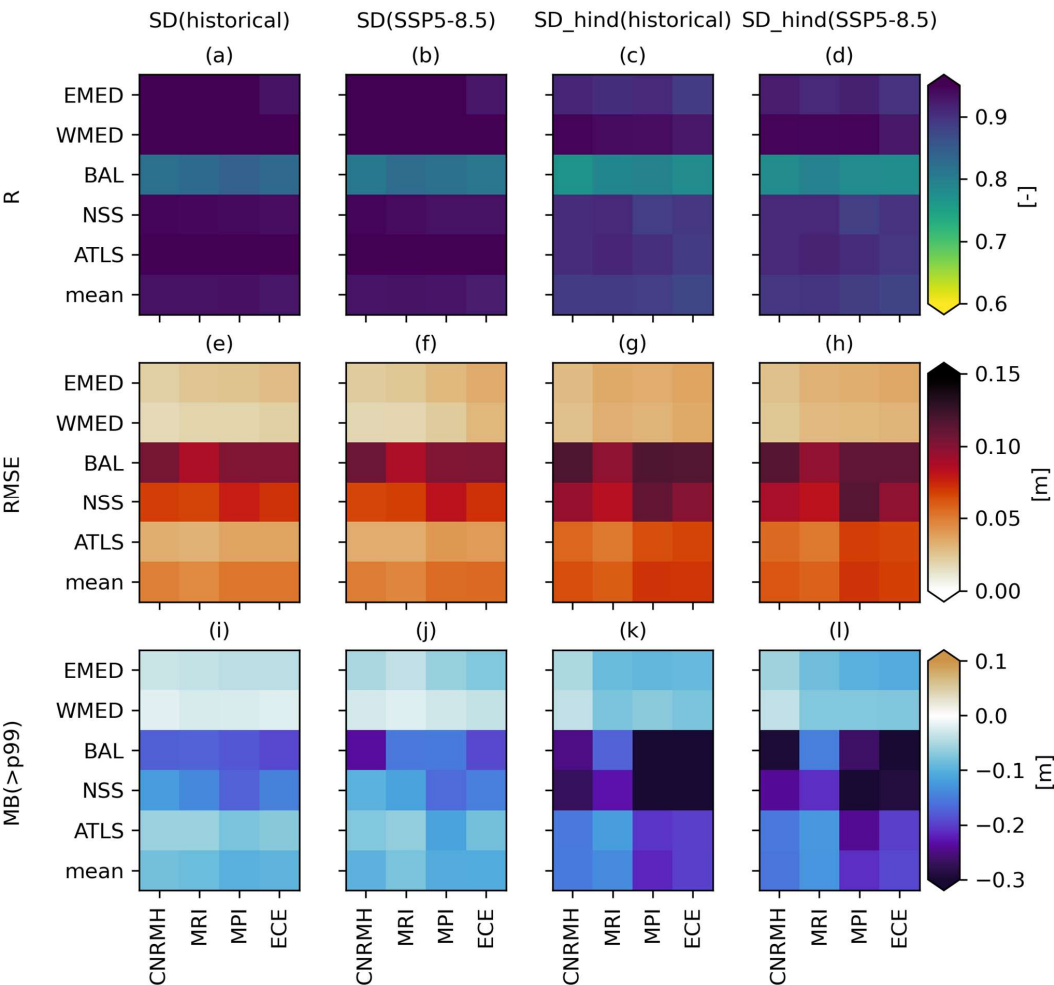 SD(historical) SD(SSP5-8.5) SD_hind(historical) SD_hind(SSP5-8.5)
(a) (b) (c) (d)
R
EMED
WMED
BAL
NSS
ATLS
mean
0.9
0.8
0.7
0.6
[-]
(e) (f) (g) (h)
RMSE
EMED
WMED
BAL
NSS
ATLS
mean
0.15
0.10
0.05
0.00
[m]
(i) (j) (k) (l)
MB(>p99)
EMED
WMED
BAL
NSS
ATLS
mean
0.1
0.0
−0.1
−0.2
−0.3
[m]
CNRMH MRI MPI ECE CNRMH MRI MPI ECE CNRMH MRI MPI ECE CNRMH MRI MPI ECE